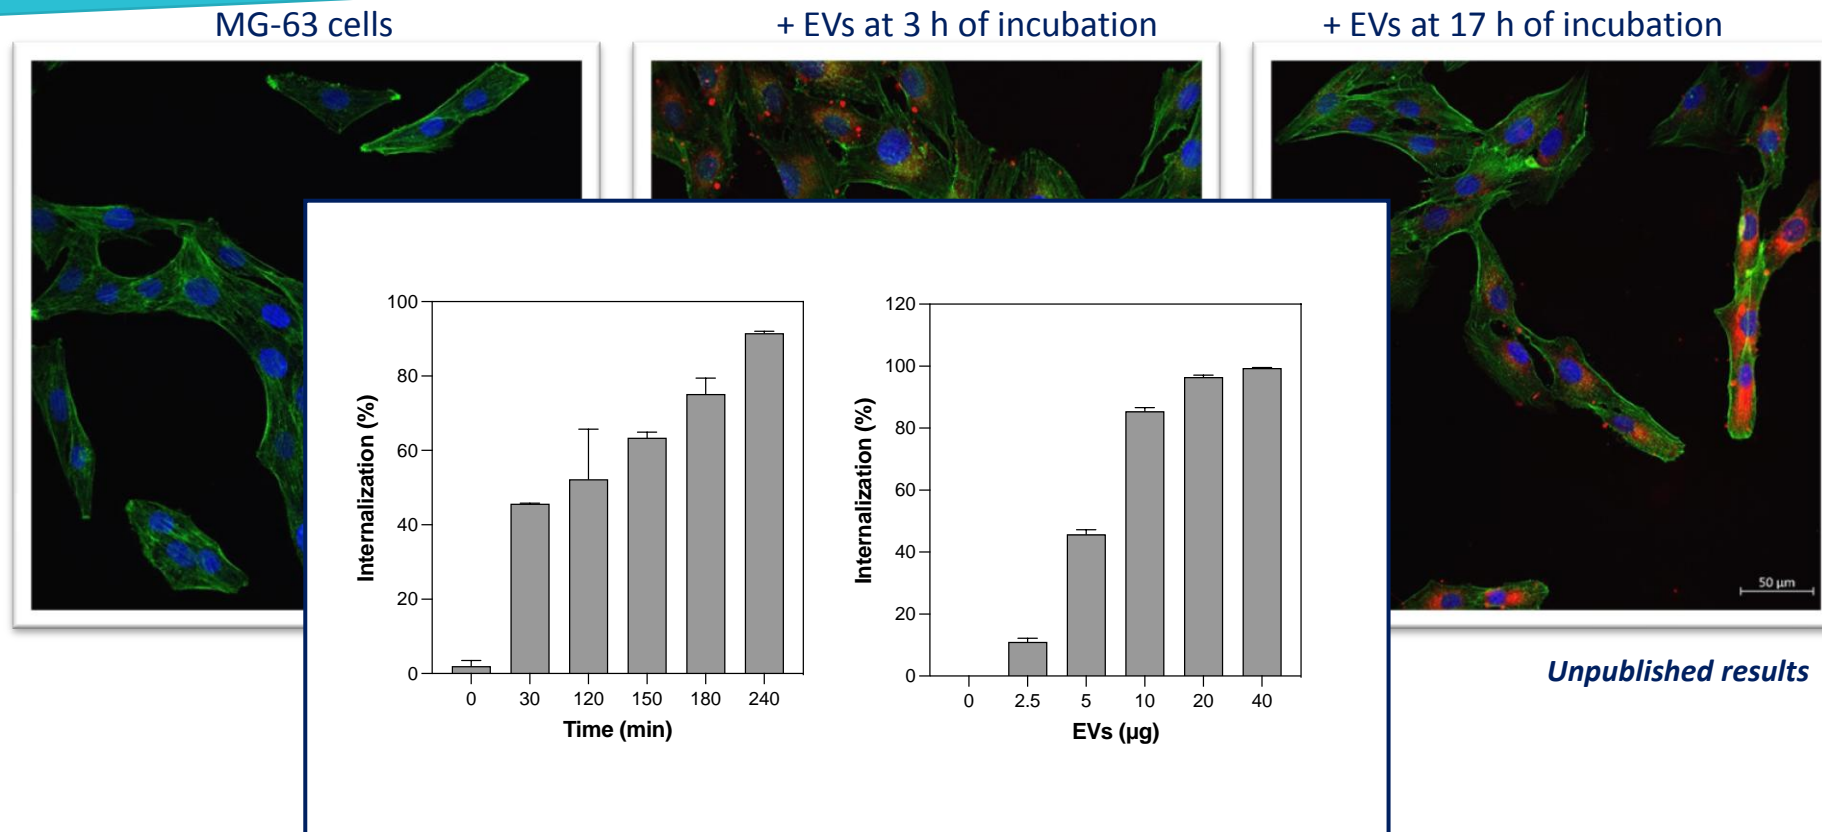 MG-63 cells
+ EVs at 3 h of incubation
+ EVs at 17 h of incubation
100
80
60
40
20
0
Internalization (%)
0 30 120 150 180 240
Time (min)
120
100
80
60
40
20
0
Internalization (%)
0 2.5 5 10 20 40
EVs (µg)
50 µm
Unpublished results